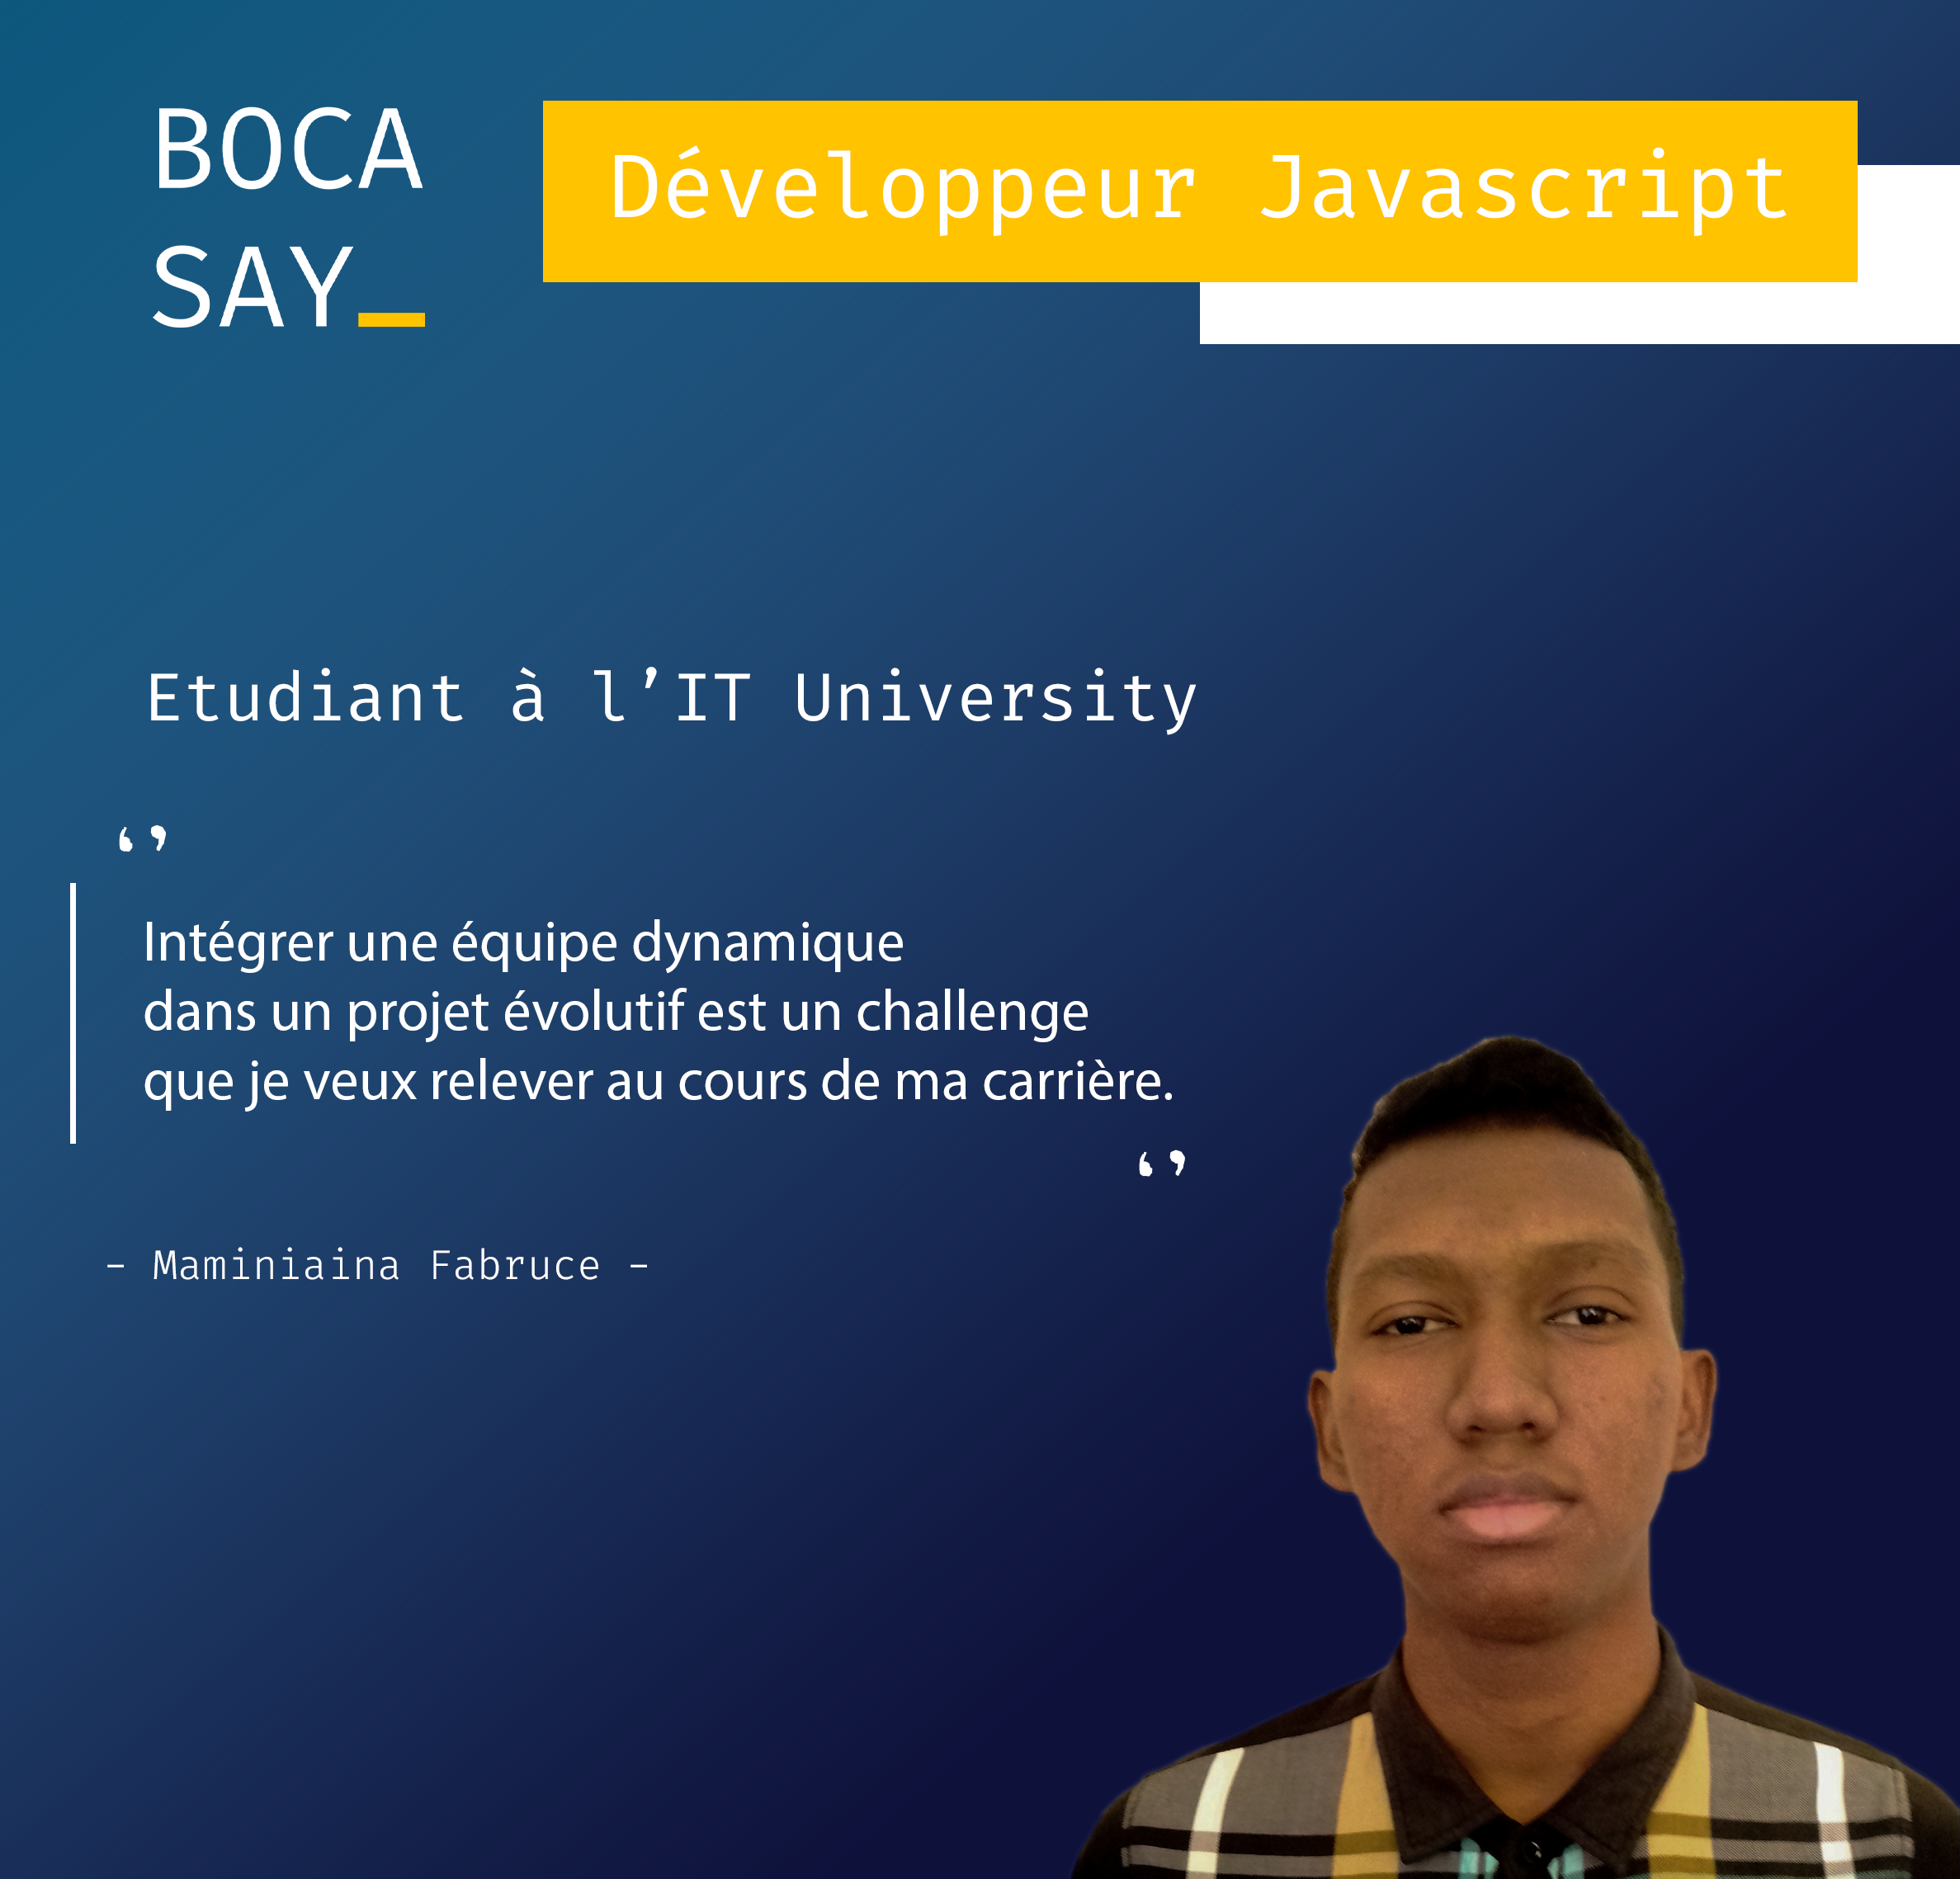 BOCA
SAY_
Développeur Javascript
Etudiant à l’IT University
‘’
Intégrer une équipe dynamique
dans un projet évolutif est un challenge
que je veux relever au cours de ma carrière.
‘’
- Maminiaina Fabruce -